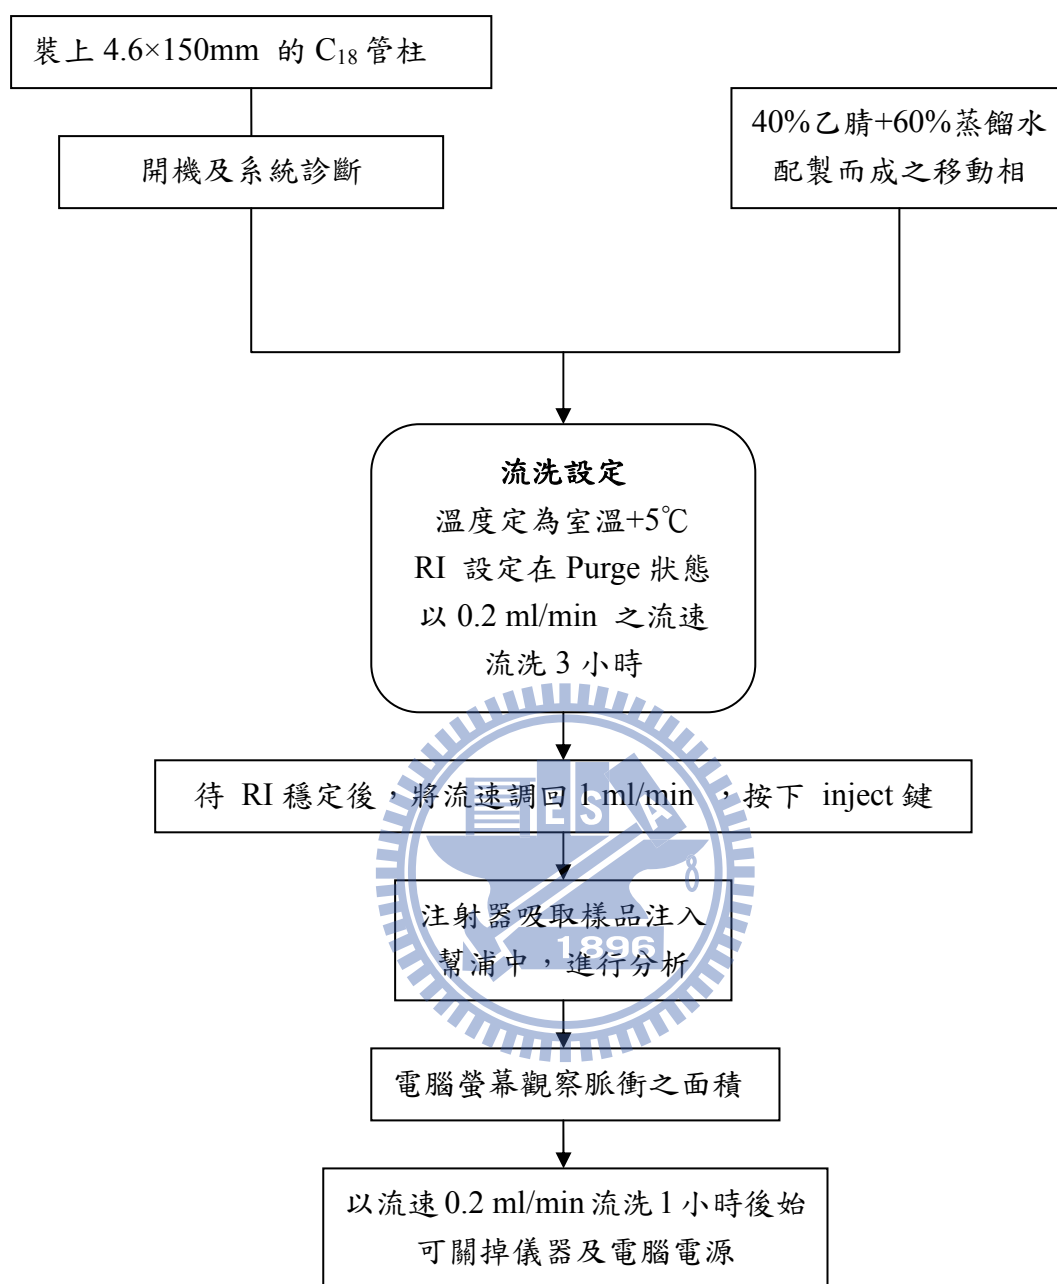 裝上 4.6×150mm 的 C₁₈管柱
開機及系統診斷
40%乙腈+60%蒸餾水
配製而成之移動相
流洗設定
溫度定為室溫+5℃
RI 設定在 Purge 狀態
以 0.2 ml/min 之流速
流洗 3 小時
待 RI 穩定後，將流速調回 1 ml/min ，按下 inject 鍵
E S A
注射器吸取樣品注入
幫浦中，進行分析
1896
電腦螢幕觀察脈衝之面積
以流速 0.2 ml/min 流洗 1 小時後始
可關掉儀器及電腦電源